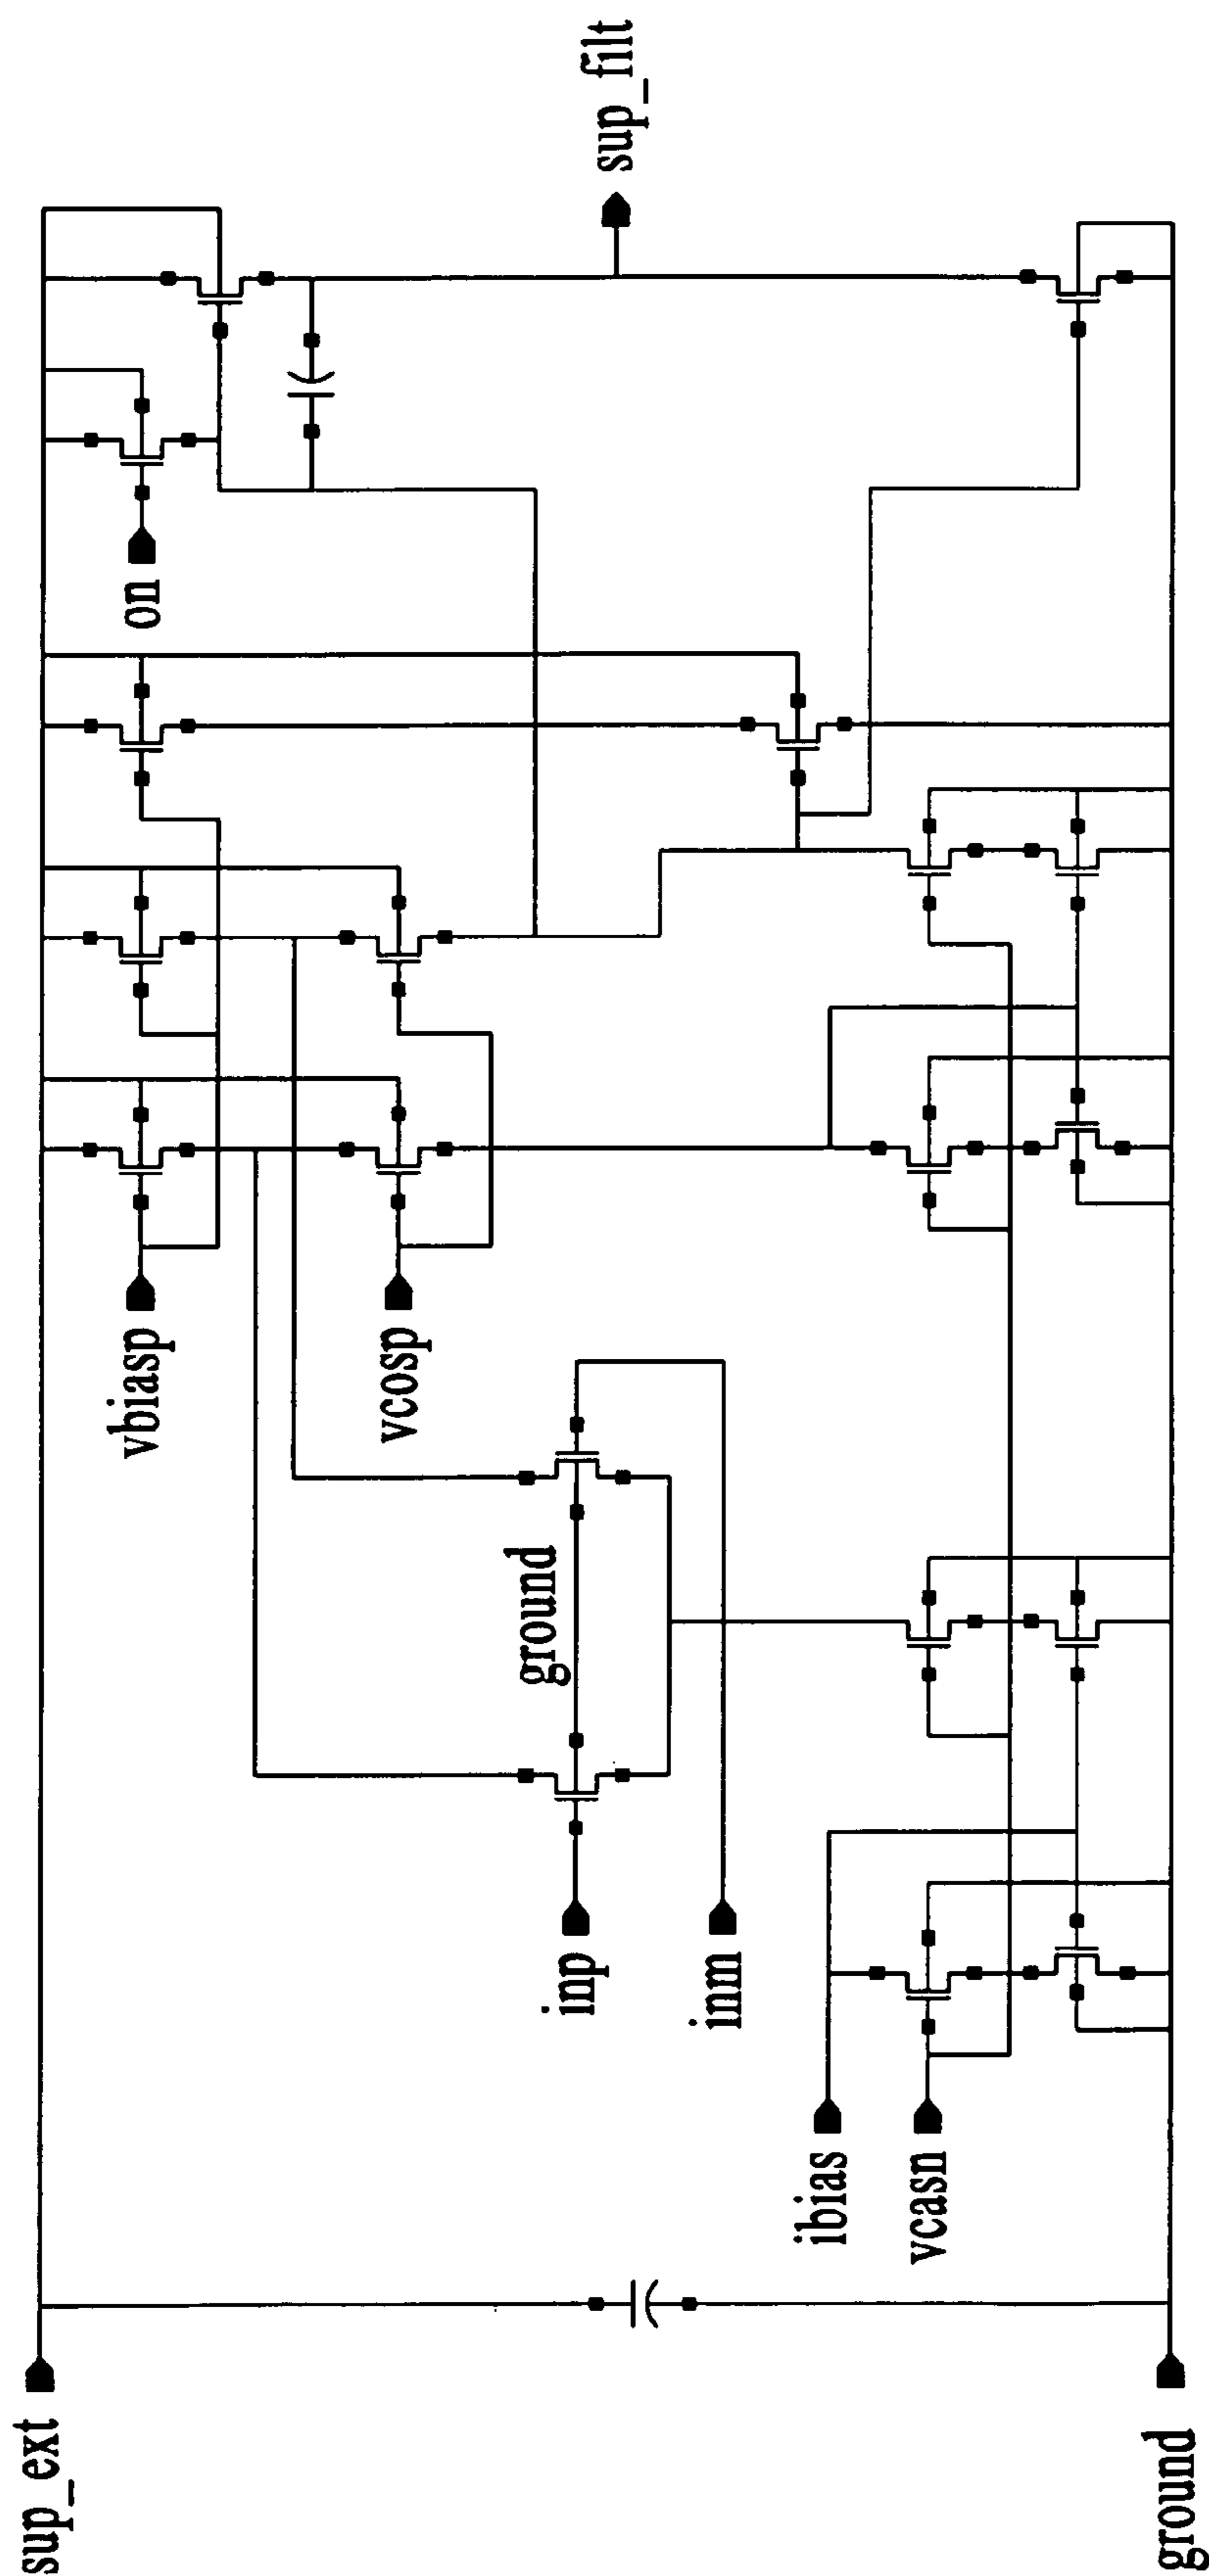 sup_ext
ground
ibias
vcasn
inp
inm
ground
vbiasp
vcosp
on
sup_filt